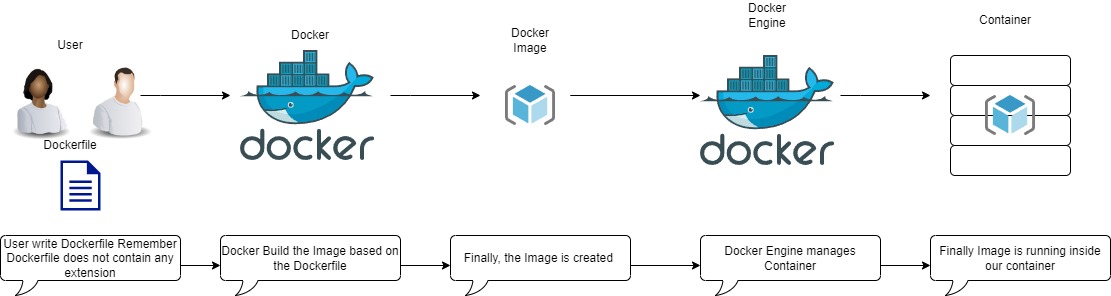 User
Docker
Docker
Image
Docker
Engine
Container
Dockerfile
docker
docker
User write Dockerfile Remember
Dockerfile does not contain any
extension
Docker Build the Image based on
the Dockerfile
Finally, the Image is created
Docker Engine manages
Container
Finally Image is running inside
our container